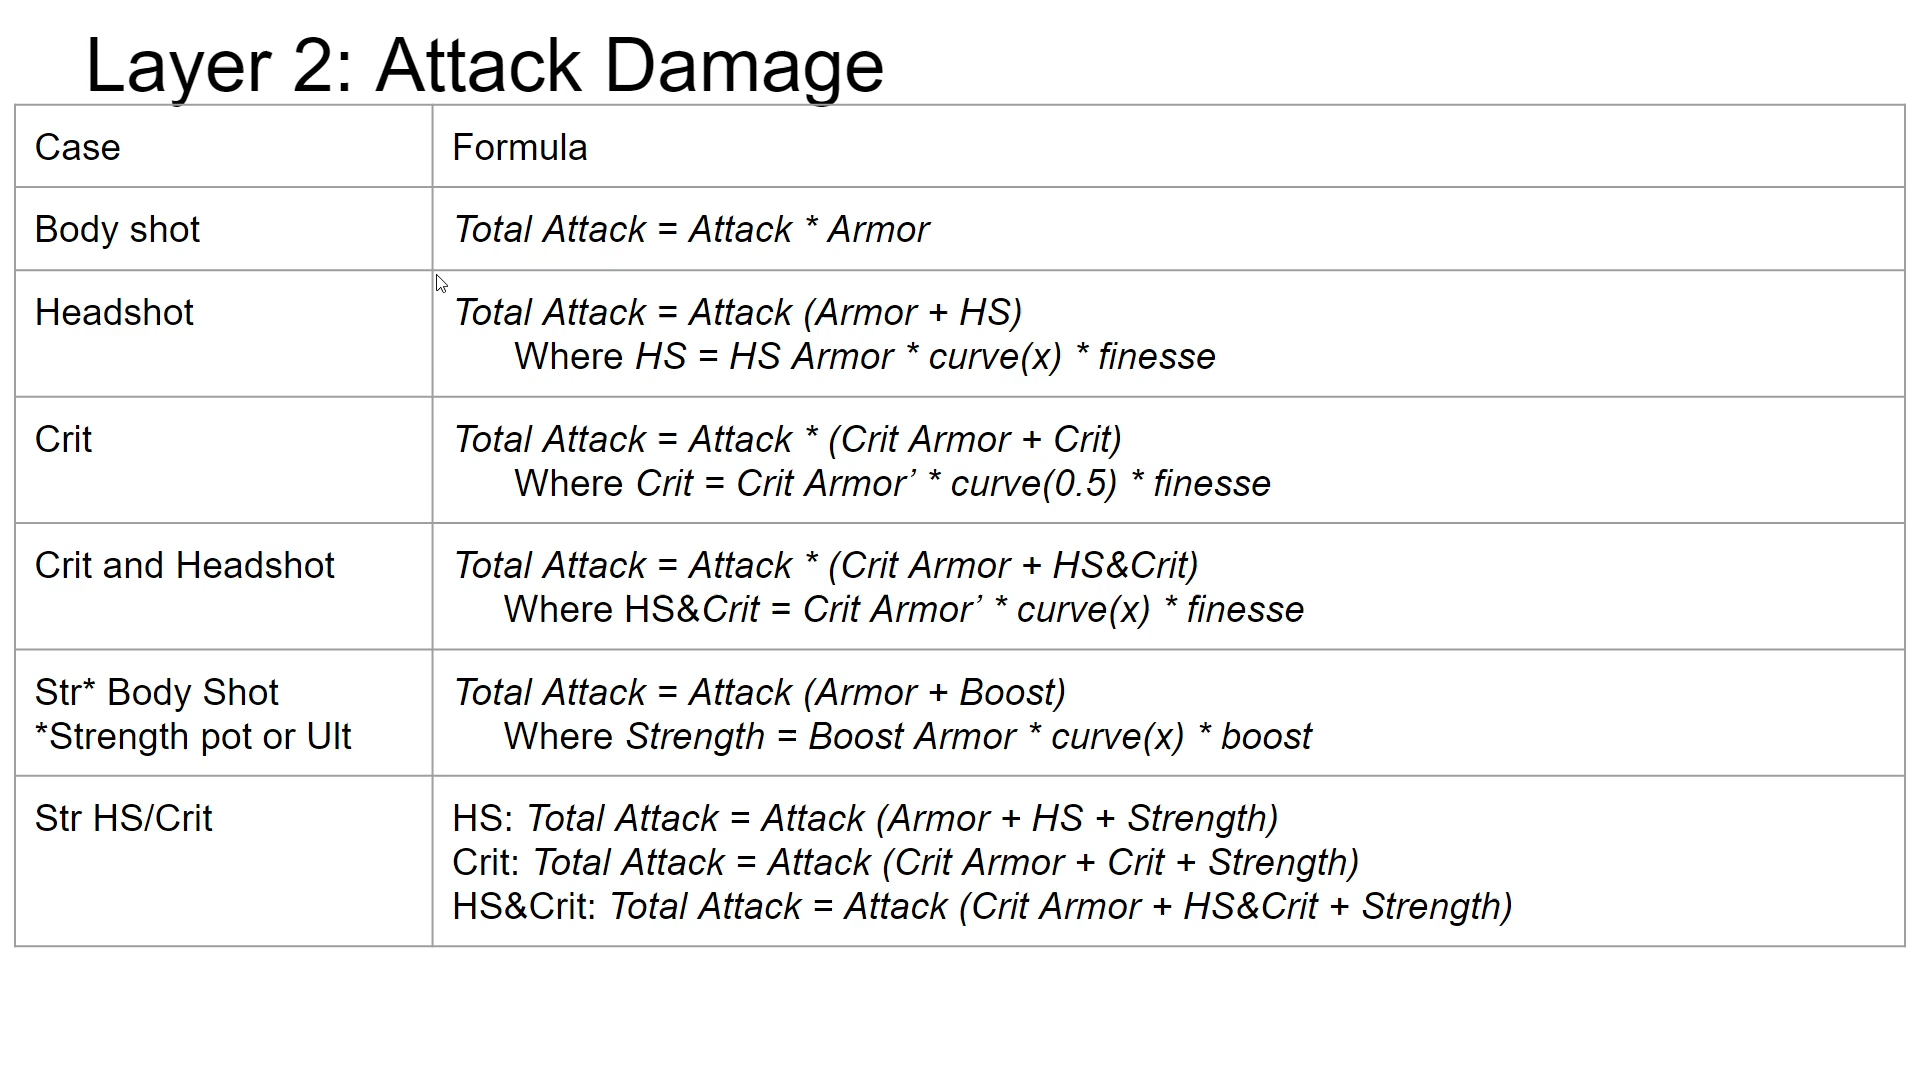 Layer 2: Attack Damage
Case
Formula
Body shot
Total Attack = Attack * Armor
Headshot
Total Attack = Attack (Armor + HS)
Where HS = HS Armor * curve(x) * finesse
Crit
Total Attack = Attack * (Crit Armor + Crit)
Where Crit = Crit Armor’ * curve(0.5) * finesse
Crit and Headshot
Total Attack = Attack * (Crit Armor + HS&Crit)
Where HS&Crit = Crit Armor’ * curve(x) * finesse
Str* Body Shot
*Strength pot or Ult
Total Attack = Attack (Armor + Boost)
Where Strength = Boost Armor * curve(x) * boost
Str HS/Crit
HS: Total Attack = Attack (Armor + HS + Strength)
Crit: Total Attack = Attack (Crit Armor + Crit + Strength)
HS&Crit: Total Attack = Attack (Crit Armor + HS&Crit + Strength)